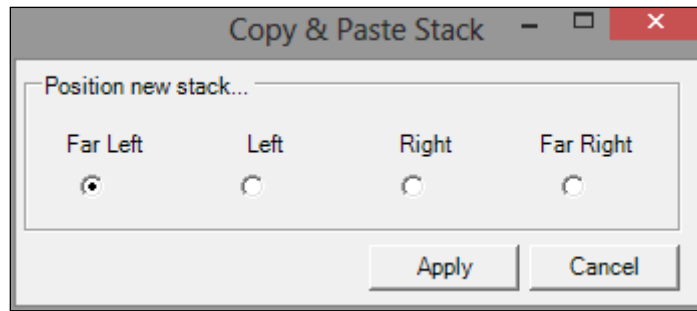 Copy & Paste Stack
Position new stack...
Far Left Left Right Far Right
Apply Cancel